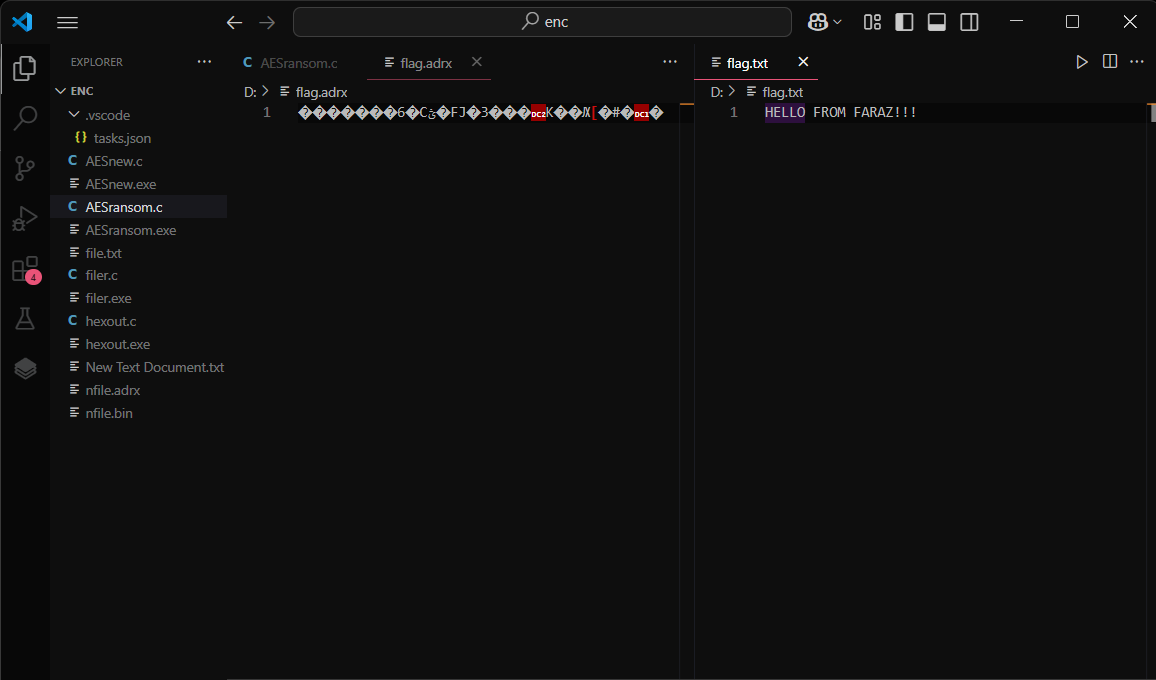 enc
EXPLORER ...
ENC
.vscode
{} tasks.json
C AESnew.c
AESnew.exe
C AESransom.c
AESransom.exe
file.txt
C filer.c
filer.exe
C hexout.c
hexout.exe
New Text Document.txt
nfile.adrx
nfile.bin
4
C AESransom.c
flag.adrx
D: > flag.adrx
1 ��������6�C�FJ�3���DC2K��Ԕ[�#�DC1�
flag.txt
D: > flag.txt
1 HELLO FROM FARAZ!!!